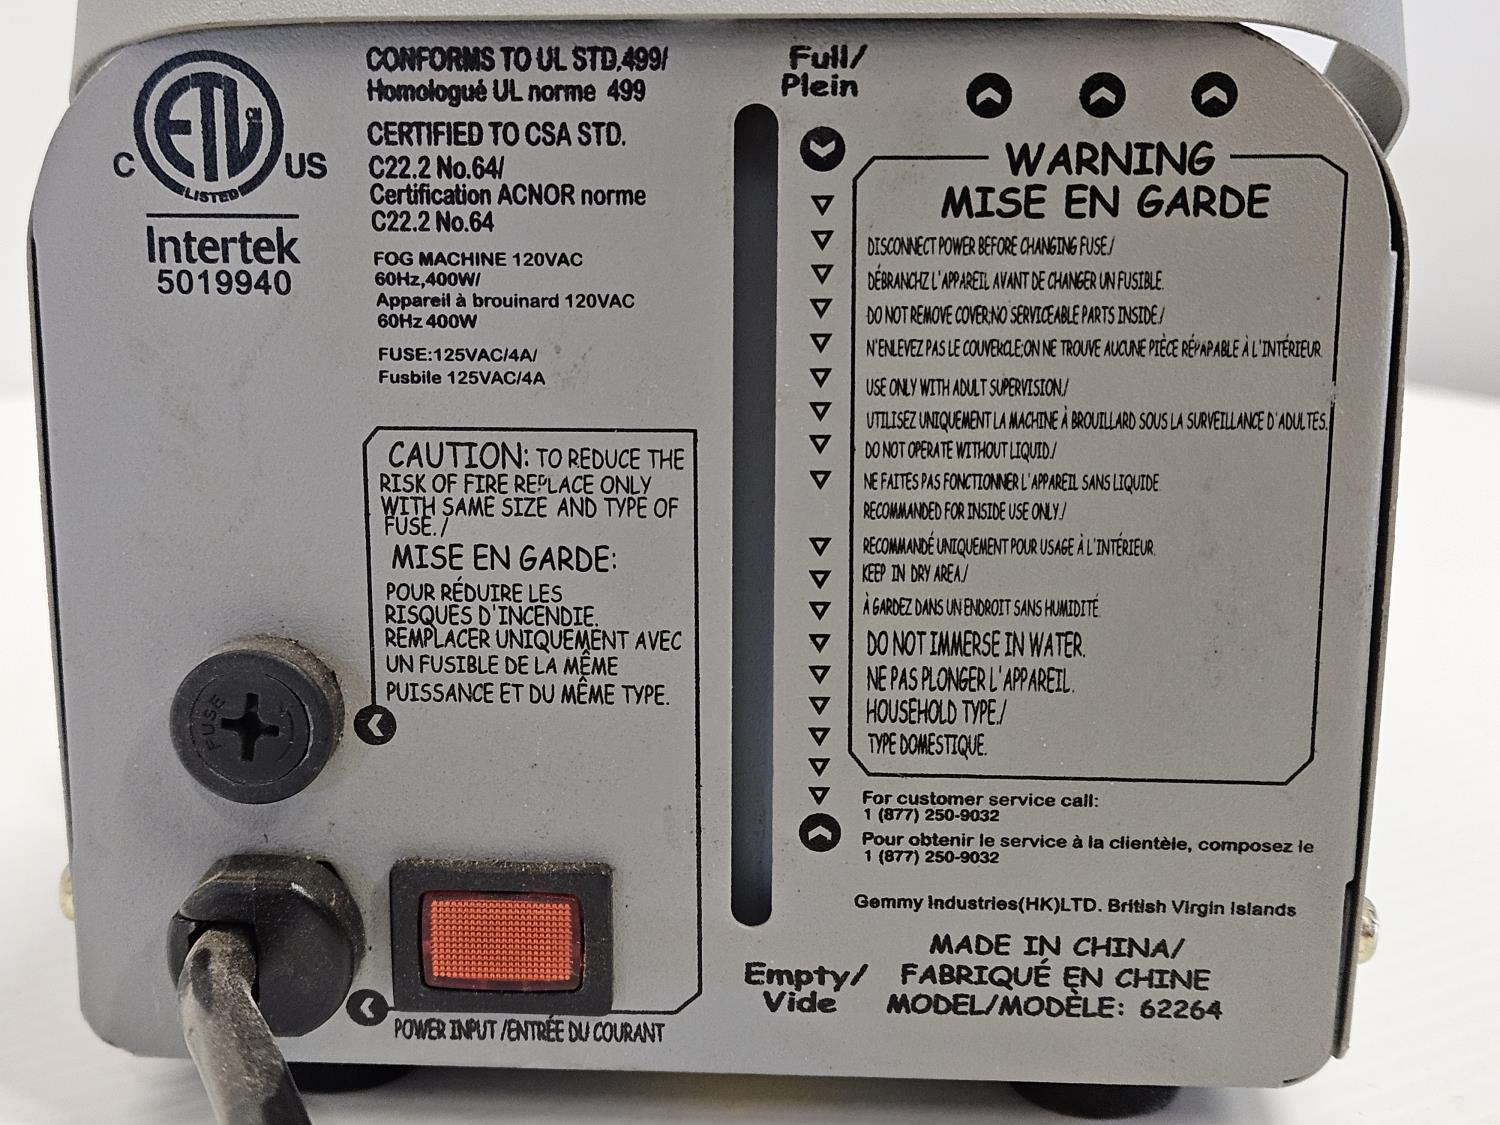 C ETL CM US
LISTED
Intertek
5019940
CONFORMS TO UL STD.499/
Homologué UL norme 499
CERTIFIED TO CSA STD.
C22.2 No.64/
Certification ACNOR norme
C22.2 No.64
FOG MACHINE 120VAC
60Hz,400W/
Appareil à brouinard 120VAC
60Hz 400W
FUSE:125VAC/4A/
Fusbile 125VAC/4A
CAUTION: TO REDUCE THE
RISK OF FIRE REPLACE ONLY
WITH SAME SIZE AND TYPE OF
FUSE./
MISE EN GARDE:
POUR RÉDUIRE LES
RISQUES D'INCENDIE.
REMPLACER UNIQUEMENT AVEC
UN FUSIBLE DE LA MÊME
PUISSANCE ET DU MÊME TYPE.
FUSE
POWER INPUT /ENTRÉE DU COURANT
Full/
Plein
Empty/
Vide
WARNING
MISE EN GARDE
DISCONNECT POWER BEFORE CHANGING FUSE./
DÉBRANCHZ L'APPAREIL AVANT DE CHANGER UN FUSIBLE.
DO NOT REMOVE COVER;NO SERVICEABLE PARTS INSIDE./
N'ENLEVEZ PAS LE COUVERCLE;ON NE TROUVE AUCUNE PIÈCE RÉPAPABLE À L'INTÉRIEUR.
USE ONLY WITH ADULT SUPERVISION./
UTILISEZ UNIQUEMENT LA MACHINE À BROUILLARD SOUS LA SURVEILLANCE D'ADULTES.
DO NOT OPERATE WITHOUT LIQUID./
NE FAITES PAS FONCTIONNER L'APPAREIL SANS LIQUIDE
RECOMMANDED FOR INSIDE USE ONLY./
RECOMMANDÉ UNIQUEMENT POUR USAGE À L'INTÉRIEUR.
KEEP IN DRY AREA./
À GARDEZ DANS UN ENDROIT SANS HUMIDITÉ.
DO NOT IMMERSE IN WATER.
NE PAS PLONGER L'APPAREIL.
HOUSEHOLD TYPE./
TYPE DOMESTIQUE.
For customer service call:
1 (877) 250-9032
Pour obtenir le service à la clientèle, composez le
1 (877) 250-9032
Gemmy Industries(HK)LTD. British Virgin Islands
MADE IN CHINA/
FABRIQUÉ EN CHINE
MODEL/MODÈLE: 62264